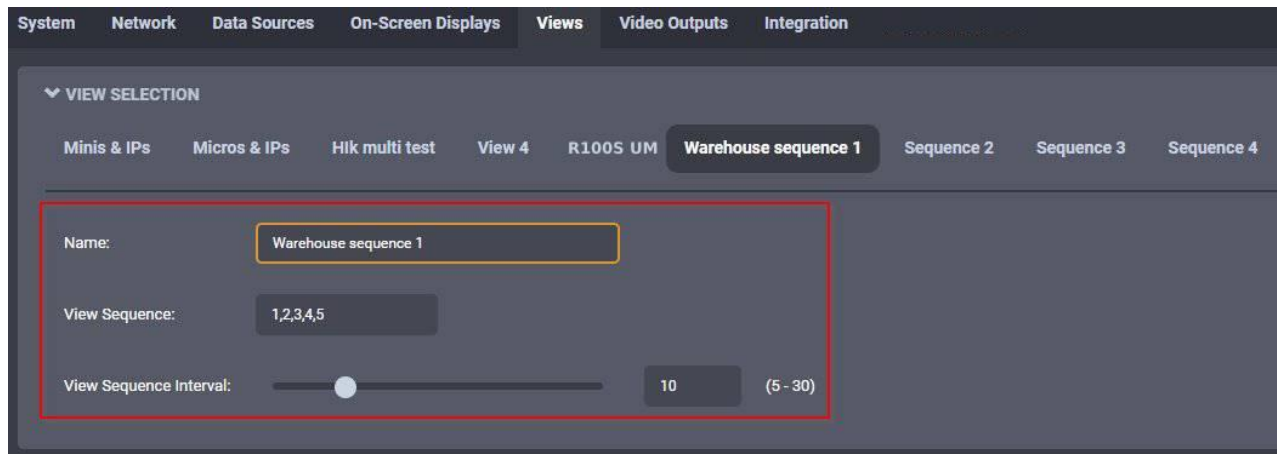 System Network Data Sources On-Screen Displays Views Video Outputs Integration
VIEW SELECTION
Minis & IPs Micros & IPs HIk multi test View 4 R100S UM Warehouse sequence 1 Sequence 2 Sequence 3 Sequence 4
Name: Warehouse sequence 1
View Sequence: 1,2,3,4,5
View Sequence Interval: 10 (5 - 30)